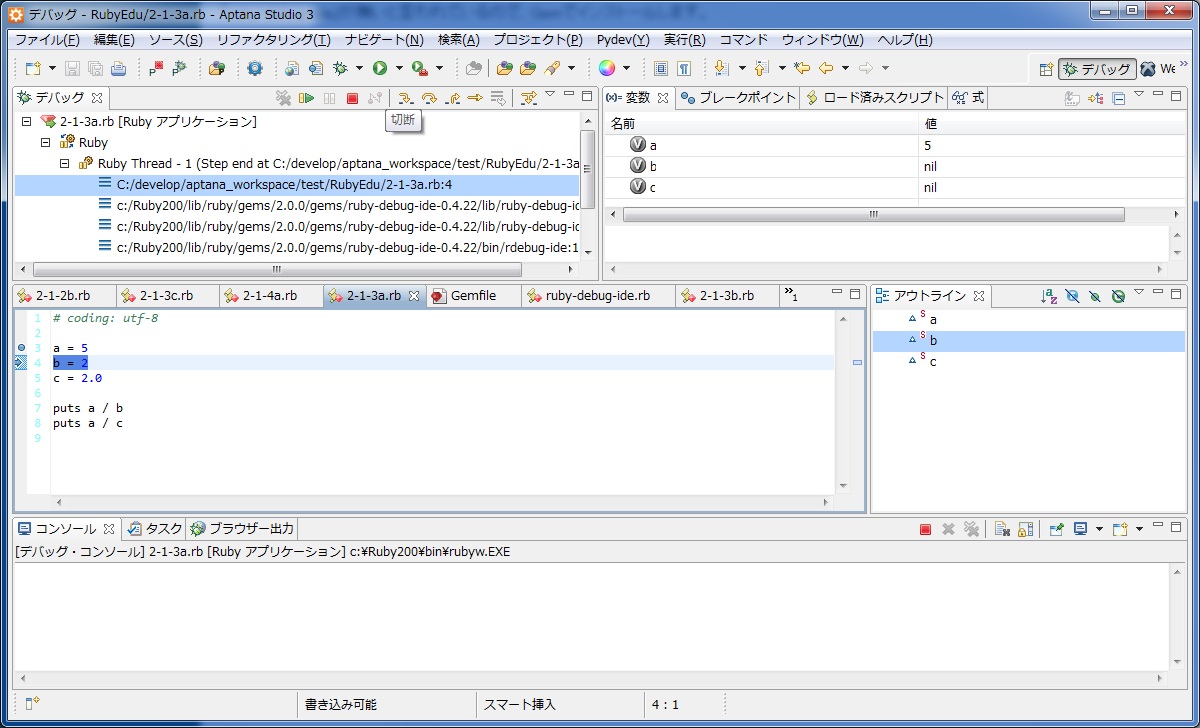 デバッグ - RubyEdu/2-1-3a.rb - Aptana Studio 3
ファイル(F) 編集(E) ソース(S) リファクタリング(T) ナビゲート(N) 検索(A) プロジェクト(P) Pydev(Y) 実行(R) コマンド ウィンドウ(W) ヘルプ(H)
デバッグ We
デバッグ
切断
2-1-3a.rb [Ruby アプリケーション]
Ruby
Ruby Thread - 1 (Step end at C:/develop/aptana_workspace/test/RubyEdu/2-1-3a
C:/develop/aptana_workspace/test/RubyEdu/2-1-3a.rb:4
c:/Ruby200/lib/ruby/gems/2.0.0/gems/ruby-debug-ide-0.4.22/lib/ruby-debug-id
c:/Ruby200/lib/ruby/gems/2.0.0/gems/ruby-debug-ide-0.4.22/lib/ruby-debug-id
c:/Ruby200/lib/ruby/gems/2.0.0/gems/ruby-debug-ide-0.4.22/bin/rdebug-ide:1
(x)= 変数 ブレークポイント ロード済みスクリプト 式
名前 値
a 5
b nil
c nil
2-1-2b.rb 2-1-3c.rb 2-1-4a.rb 2-1-3a.rb Gemfile ruby-debug-ide.rb 2-1-3b.rb »1
1 # coding: utf-8
2
3 a = 5
4 b = 2
5 c = 2.0
6
7 puts a / b
8 puts a / c
9
アウトライン
a
b
c
コンソール タスク ブラウザー出力
[デバッグ・コンソール] 2-1-3a.rb [Ruby アプリケーション] c:¥Ruby200¥bin¥rubyw.EXE
書き込み可能 スマート挿入 4 : 1